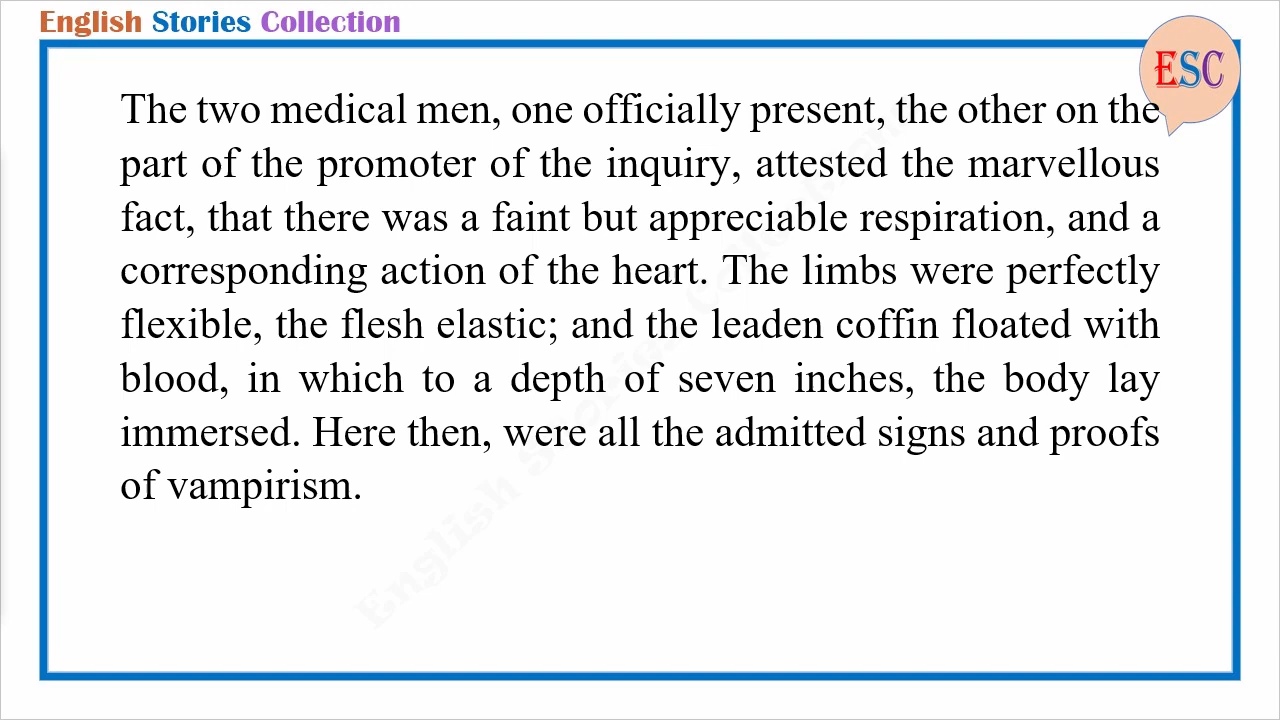 English Stories Collection
ESC
The two medical men, one officially present, the other on the
part of the promoter of the inquiry, attested the marvellous
fact, that there was a faint but appreciable respiration, and a
corresponding action of the heart. The limbs were perfectly
flexible, the flesh elastic; and the leaden coffin floated with
blood, in which to a depth of seven inches, the body lay
immersed. Here then, were all the admitted signs and proofs
of vampirism.
English Stories Collection